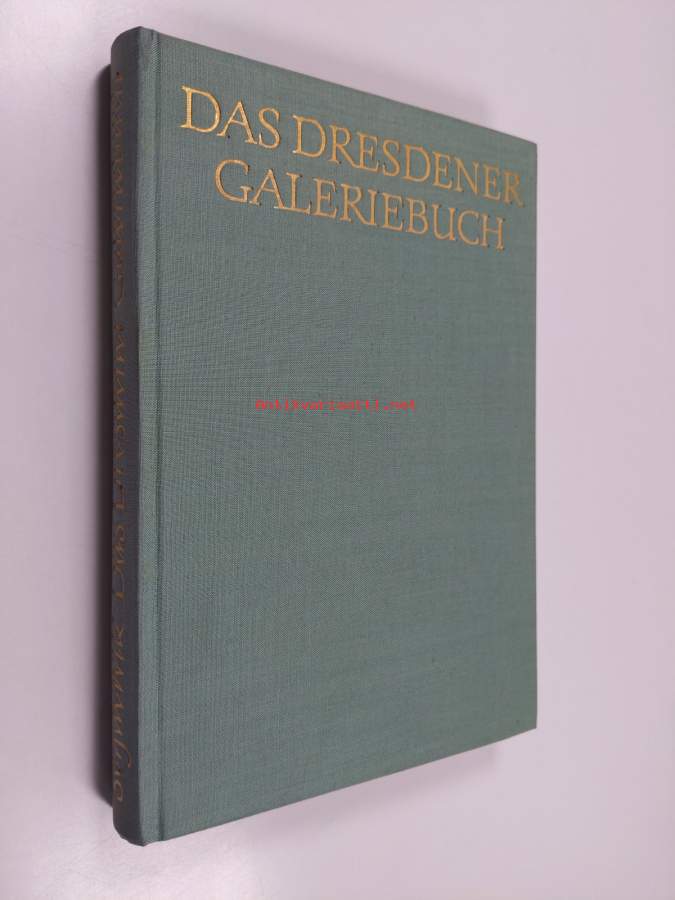 DAS DRESDENER
GALERIEBUCH
Antikvariaatti.net